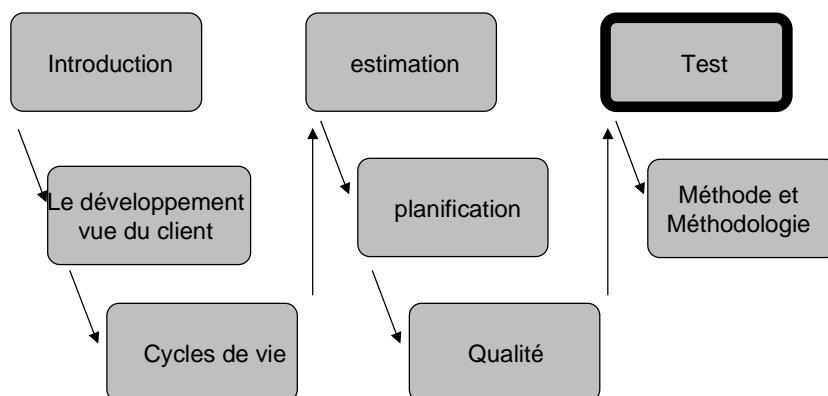 Introduction
Le développement
vue du client
Cycles de vie
estimation
planification
Qualité
Test
Méthode et
Méthodologie